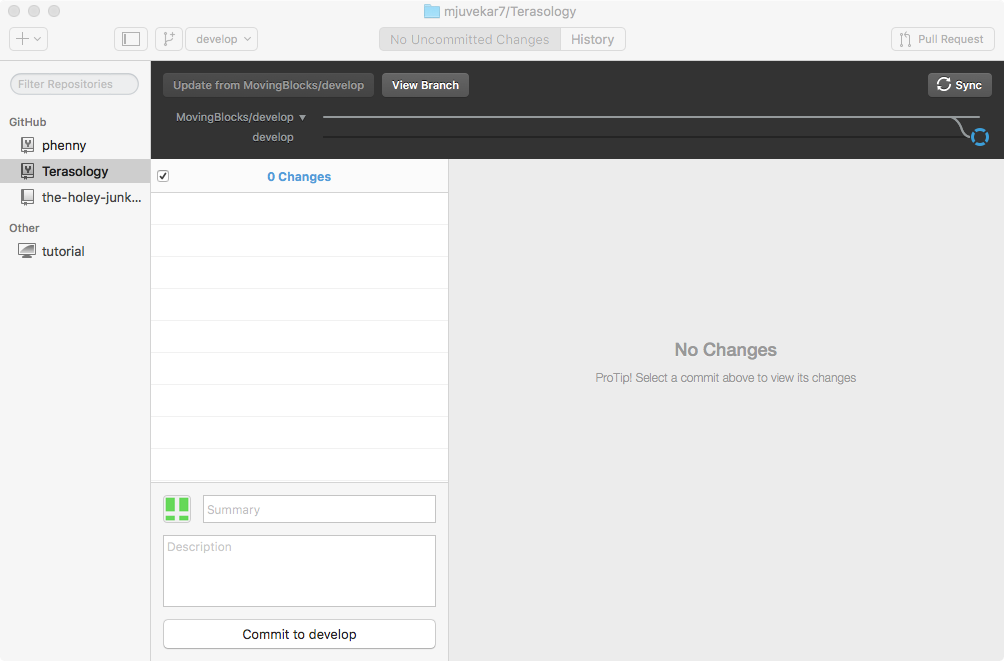 mjuvekar7/Terasology
develop
No Uncommitted Changes
History
Pull Request
Filter Repositories
GitHub
phenny
Terasology
the-holey-junk...
Other
tutorial
Update from MovingBlocks/develop
View Branch
Sync
MovingBlocks/develop
develop
0 Changes
No Changes
ProTip! Select a commit above to view its changes
Summary
Description
Commit to develop